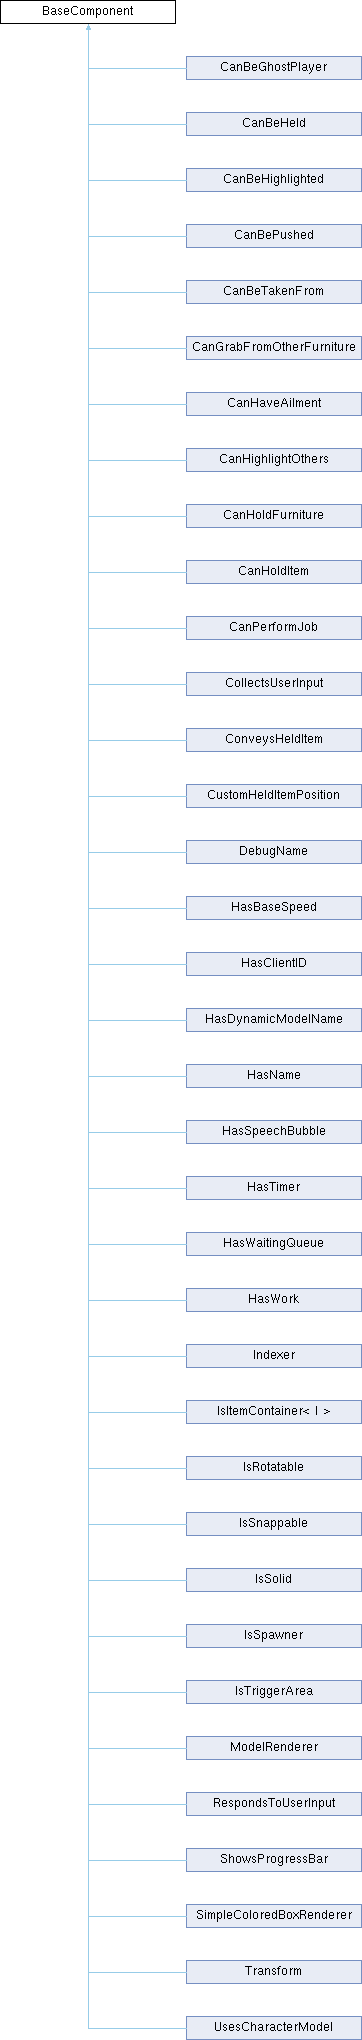 BaseComponent
CanBeGhostPlayer
CanBeHeld
CanBeHighlighted
CanBePushed
CanBeTakenFrom
CanGrabFromOtherFurniture
CanHaveAilment
CanHighlightOthers
CanHoldFurniture
CanHoldItem
CanPerformJob
CollectsUserInput
ConveysHeldItem
CustomHeldItemPosition
DebugName
HasBaseSpeed
HasClientID
HasDynamicModelName
HasName
HasSpeechBubble
HasTimer
HasWaitingQueue
HasWork
Indexer
IsItemContainer< I >
IsRotatable
IsSnappable
IsSolid
IsSpawner
IsTriggerArea
ModelRenderer
RespondsToUserInput
ShowsProgressBar
SimpleColoredBoxRenderer
Transform
UsesCharacterModel